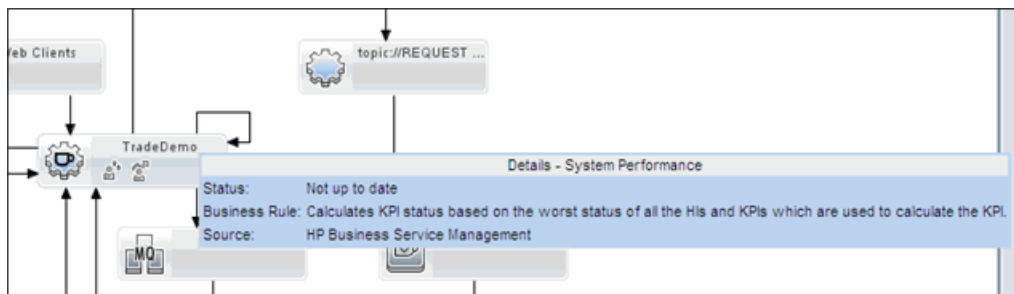 Web Clients
topic://REQUEST ...
TradeDemo
Details - System Performance
Status: Not up to date
Business Rule: Calculates KPI status based on the worst status of all the HIs and KPIs which are used to calculate the KPI.
Source: HP Business Service Management
MQ